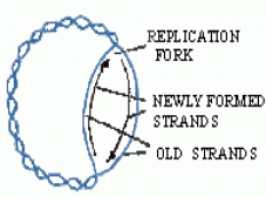 REPLICATION
FORK
NEWLY FORMED
STRANDS
OLD STRANDS